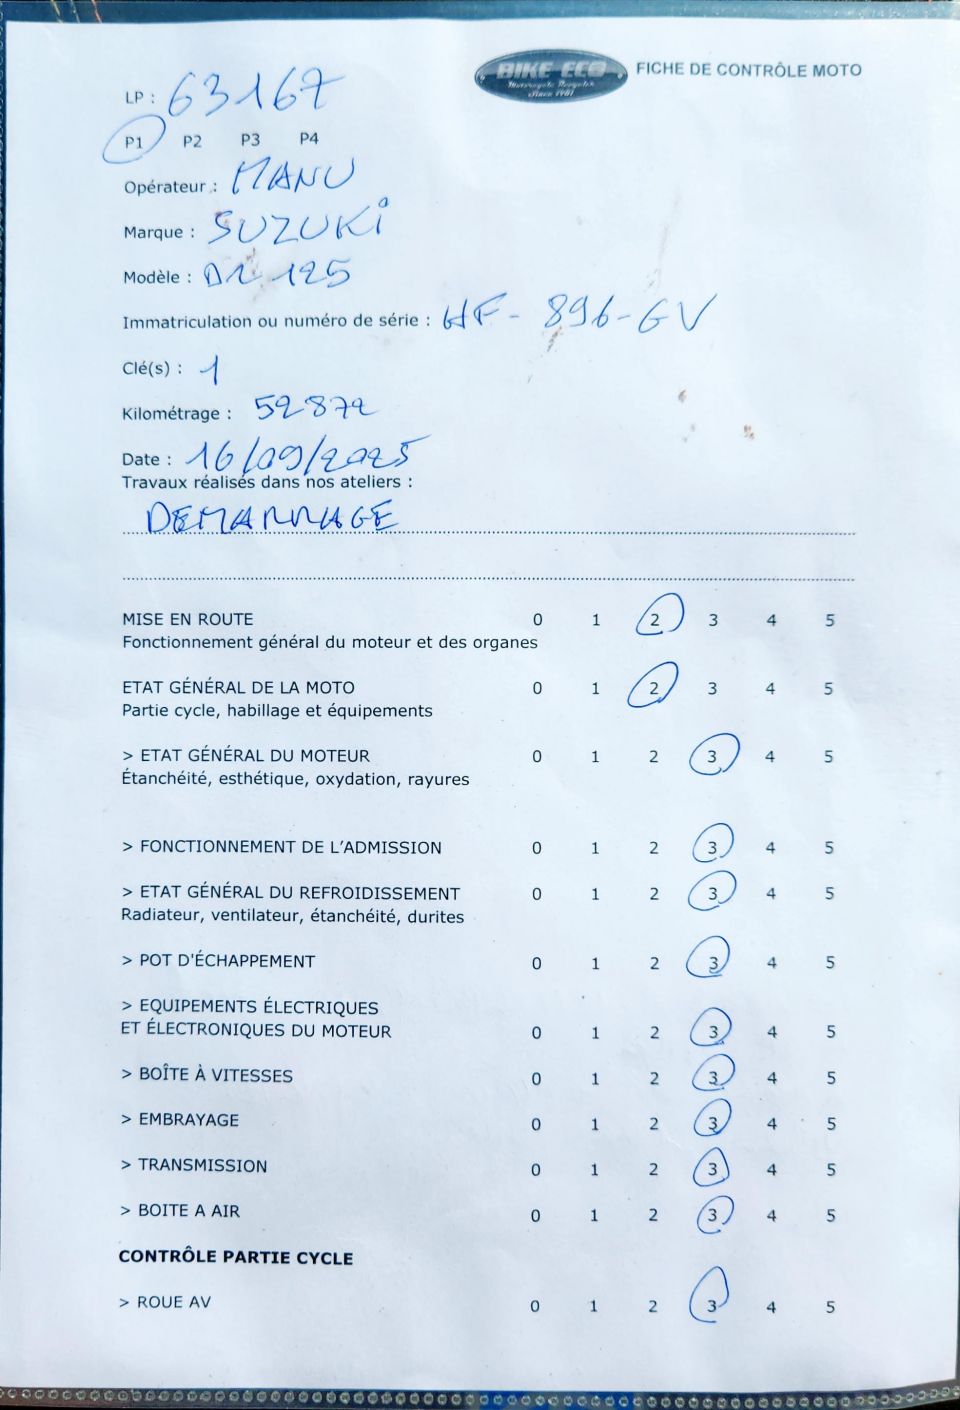 BIKE-ECO
Motorcycle Recycler
Since 1981
FICHE DE CONTRÔLE MOTO
LP : 63167
P1 P2 P3 P4
Opérateur : MANU
Marque : SUZUKi
Modèle : 125
Immatriculation ou numéro de série : HF-896-GV
Clé(s) : 1
Kilométrage : 52872
Date : 16/09/2025
Travaux réalisés dans nos ateliers :
DEMARRAGE
MISE EN ROUTE 0 1 2 3 4 5
Fonctionnement général du moteur et des organes
ETAT GÉNÉRAL DE LA MOTO 0 1 2 3 4 5
Partie cycle, habillage et équipements
> ETAT GÉNÉRAL DU MOTEUR 0 1 2 3 4 5
Étanchéité, esthétique, oxydation, rayures
> FONCTIONNEMENT DE L'ADMISSION 0 1 2 3 4 5
> ETAT GÉNÉRAL DU REFROIDISSEMENT 0 1 2 3 4 5
Radiateur, ventilateur, étanchéité, durites
> POT D'ÉCHAPPEMENT 0 1 2 3 4 5
> EQUIPEMENTS ÉLECTRIQUES
ET ÉLECTRONIQUES DU MOTEUR 0 1 2 3 4 5
> BOÎTE À VITESSES 0 1 2 3 4 5
> EMBRAYAGE 0 1 2 3 4 5
> TRANSMISSION 0 1 2 3 4 5
> BOITE A AIR 0 1 2 3 4 5
CONTRÔLE PARTIE CYCLE
> ROUE AV 0 1 2 3 4 5